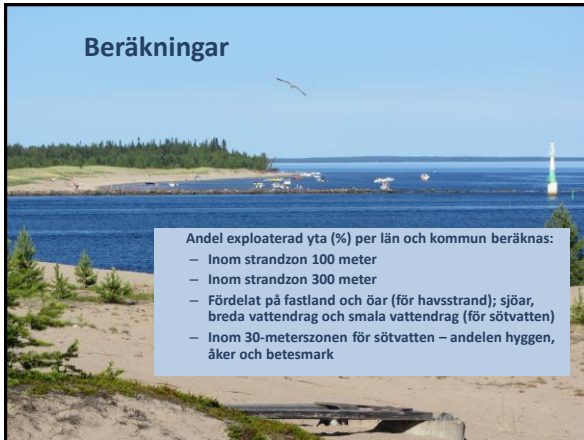 Beräkningar
Andel exploaterad yta (%) per län och kommun beräknas:
– Inom strandzon 100 meter
– Inom strandzon 300 meter
– Fördelat på fastland och öar (för havsstrand); sjöar,
breda vattendrag och smala vattendrag (för sötvatten)
– Inom 30-meterszonen för sötvatten – andelen hyggen,
åker och betesmark